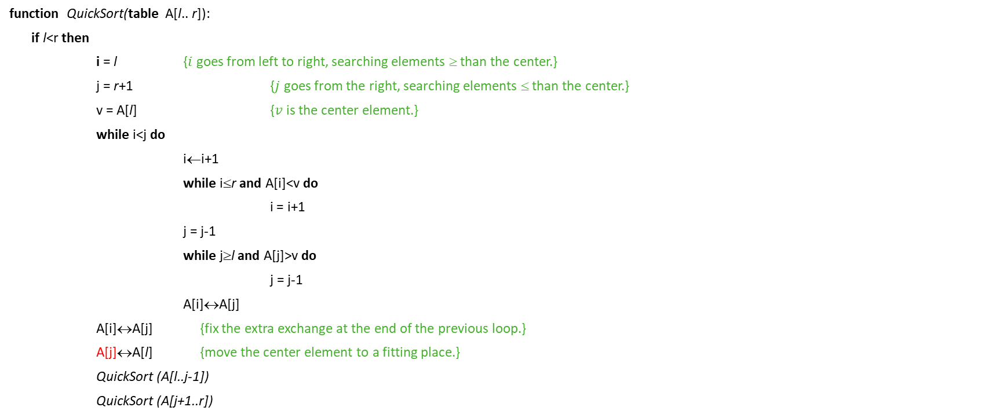 function QuickSort(table A[l.. r]):
if l<r then
i = l {i goes from left to right, searching elements ≥ than the center.}
j = r+1 {j goes from the right, searching elements ≤ than the center.}
v = A[l] {v is the center element.}
while i<j do
i←i+1
while i≤r and A[i]<v do
i = i+1
j = j-1
while j≥l and A[j]>v do
j = j-1
A[i]↔A[j]
A[i]↔A[j] {fix the extra exchange at the end of the previous loop.}
A[j]↔A[l] {move the center element to a fitting place.}
QuickSort (A[l..j-1])
QuickSort (A[j+1..r])